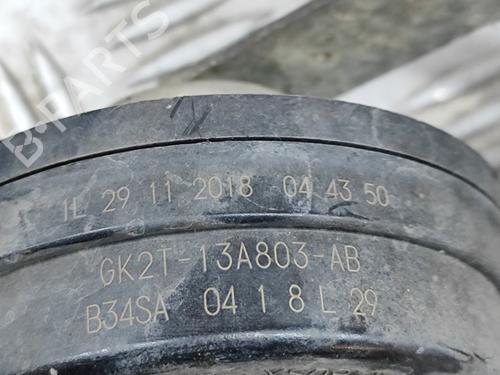 B-PARTS
1L 29 11 2018 04 43 50
GK2T-13A803-AB
B34SA 04 1 8 L 29